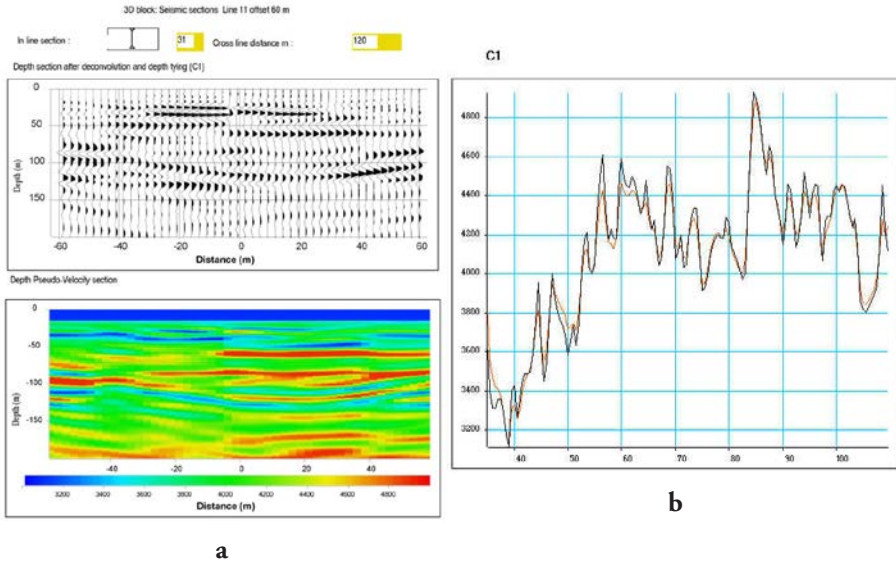 3D block: Seismic sections Line 11 offset 60 m
In line section : 31 Cross line distance m : 120
Depth section after deconvolution and depth tying (C1)
0
50
100
150
Depth (m)
-60 -40 -20 0 20 40 60
Distance (m)
Depth Pseudo-Velocity section
0
-50
-100
-150
Depth (m)
-40 -20 0 20 40
3200 3400 3600 3800 4000 4200 4400 4600 4800
Distance (m)
a
C1
4800
4600
4400
4200
4000
3800
3600
3400
3200
40 50 60 70 80 90 100
b